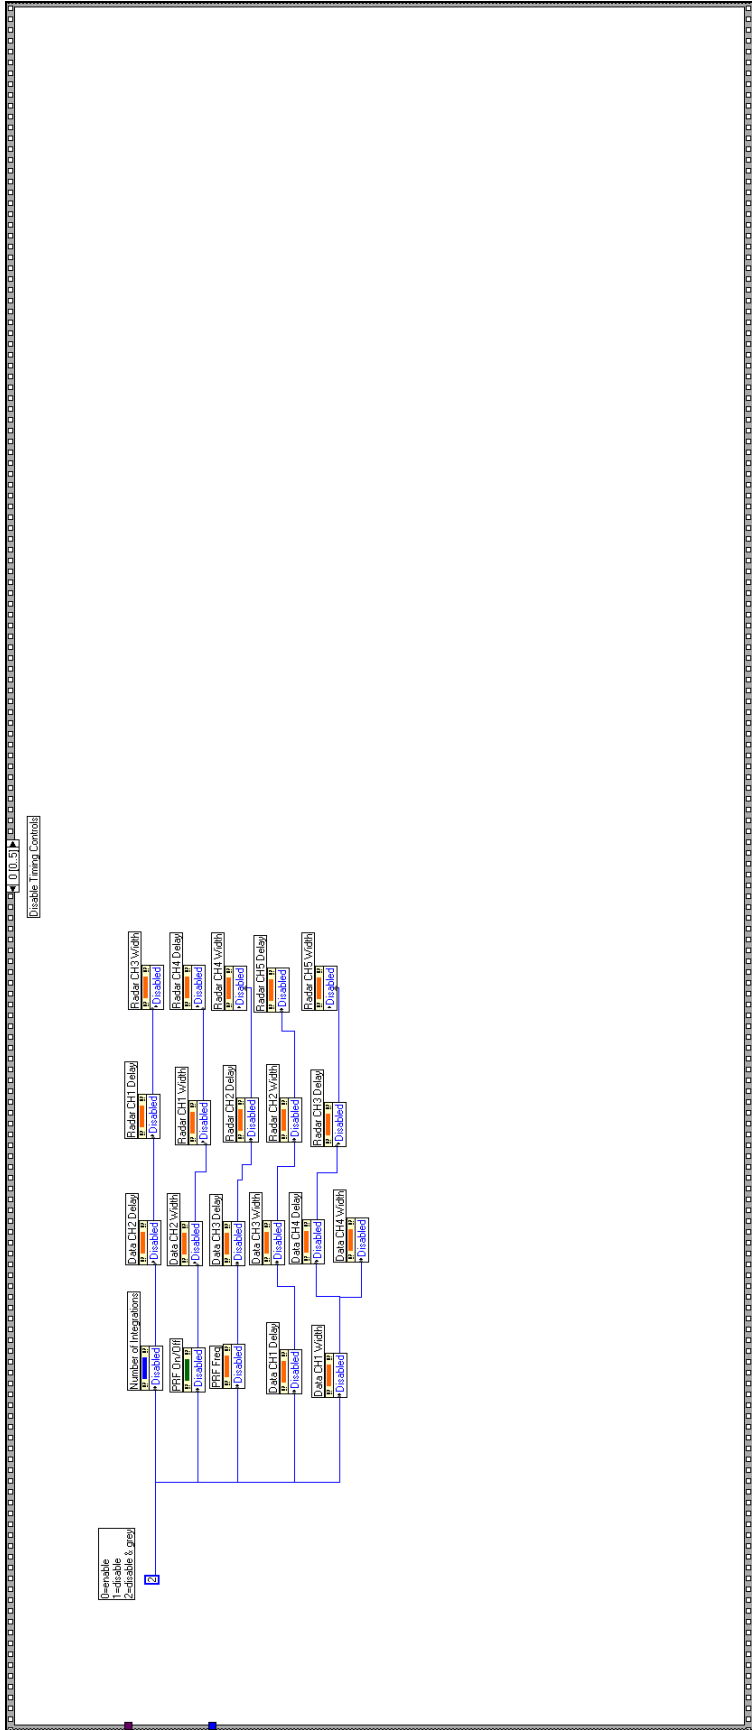 0 [0..5]
Disable Timing Controls
0=enable
1=disable
2=disable & grey
2
Number of Integrations
Disabled
Data CH2 Delay
Disabled
Radar CH1 Delay
Disabled
Radar CH3 Width
Disabled
PRF On/Off
Disabled
Data CH2 Width
Disabled
Radar CH1 Width
Disabled
Radar CH4 Delay
Disabled
PRF Freq
Disabled
Data CH3 Delay
Disabled
Radar CH2 Delay
Disabled
Radar CH4 Width
Disabled
Data CH1 Delay
Disabled
Data CH3 Width
Disabled
Radar CH2 Width
Disabled
Radar CH5 Delay
Disabled
Data CH1 Width
Disabled
Data CH4 Delay
Disabled
Radar CH3 Delay
Disabled
Radar CH5 Width
Disabled
Data CH4 Width
Disabled